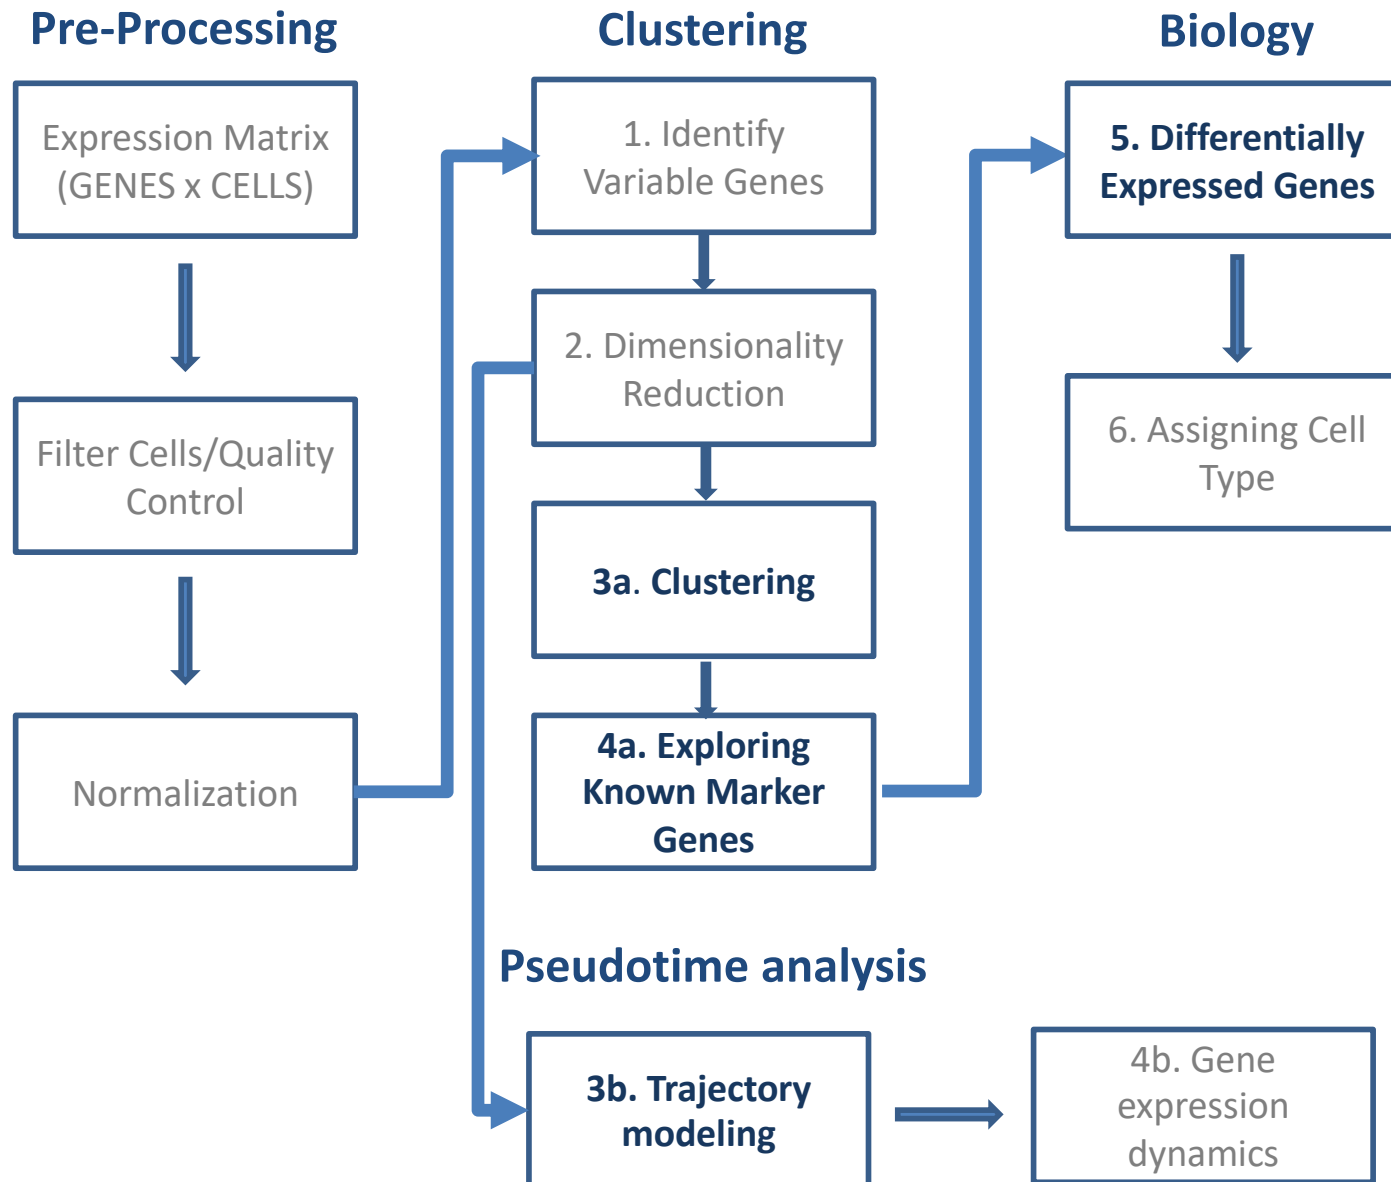 Pre-Processing
Expression Matrix
(GENES x CELLS)
Filter Cells/Quality
Control
Normalization
Clustering
1. Identify
Variable Genes
2. Dimensionality
Reduction
3a. Clustering
4a. Exploring
Known Marker
Genes
Biology
5. Differentially
Expressed Genes
6. Assigning Cell
Type
Pseudotime analysis
3b. Trajectory
modeling
4b. Gene
expression
dynamics